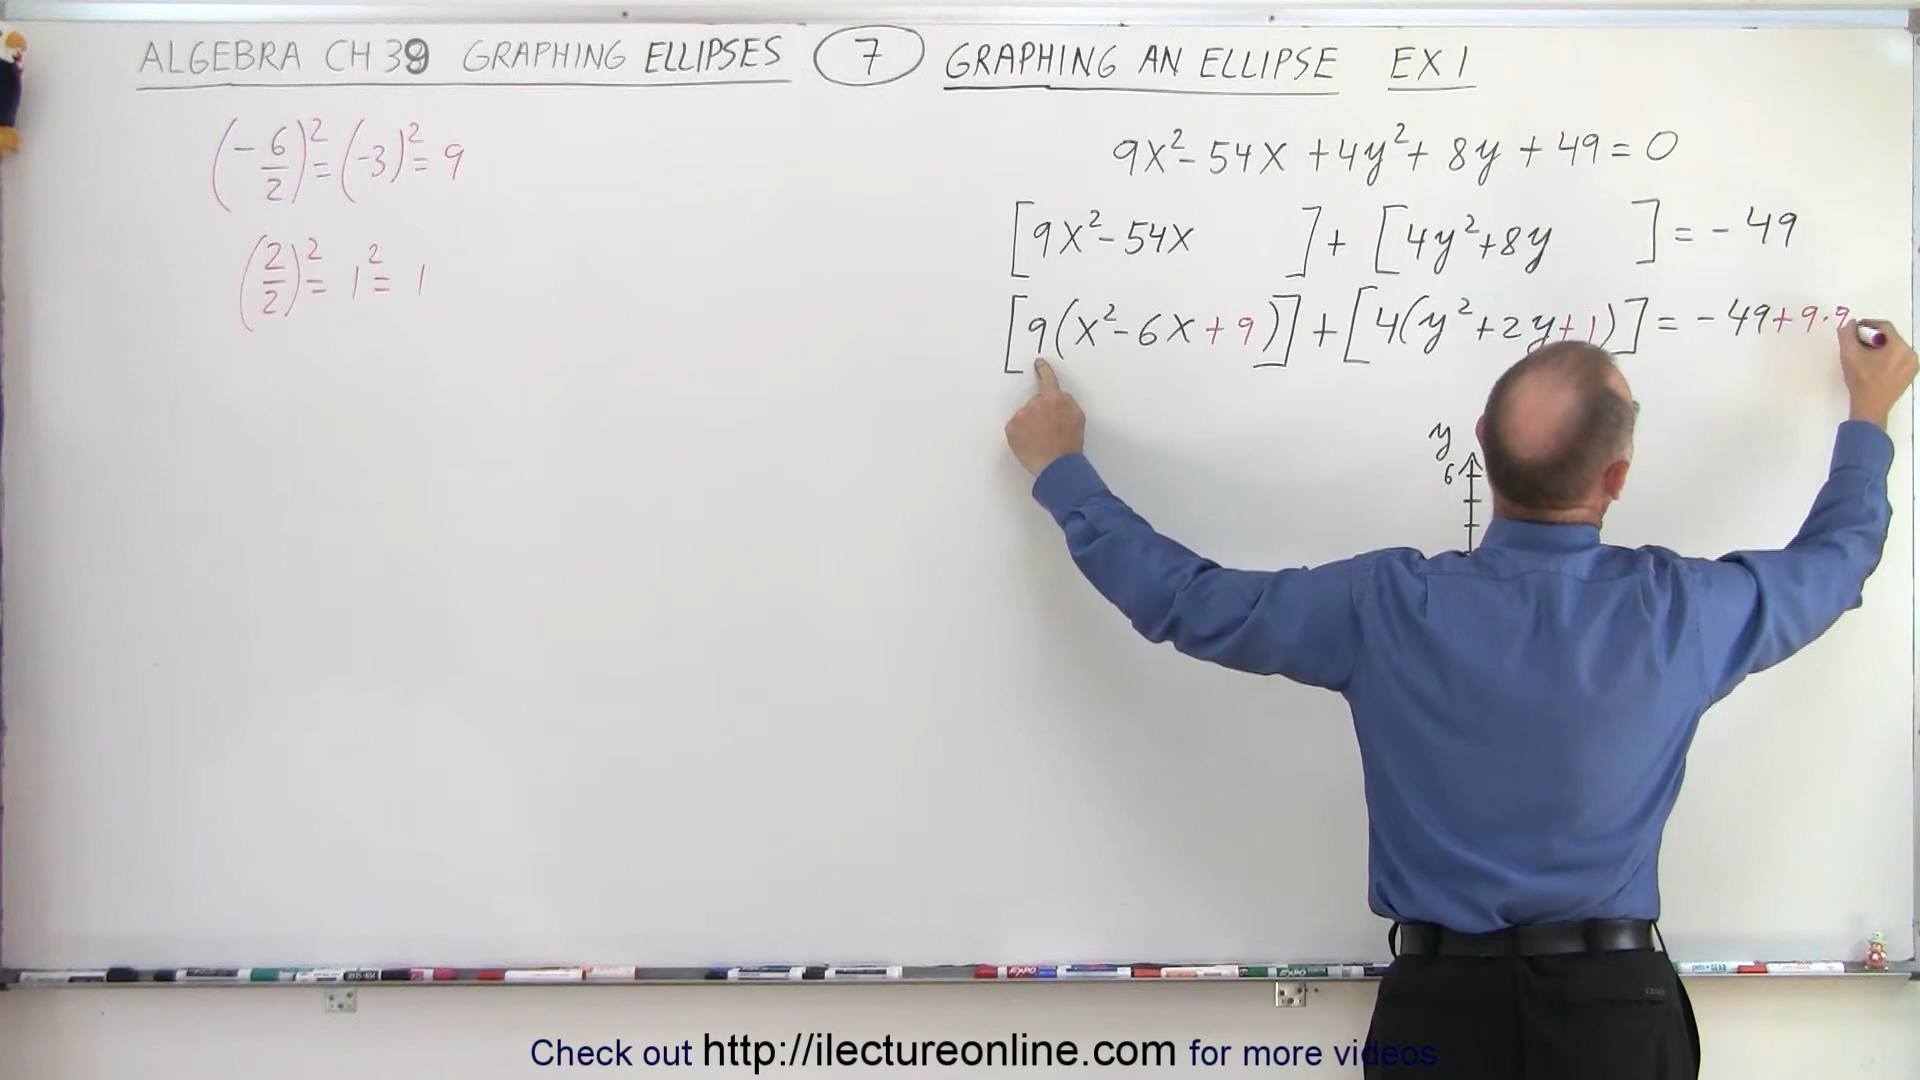 ALGEBRA CH 39 GRAPHING ELLIPSES 7 GRAPHING AN ELLIPSE EX 1
(-6/2)² = (-3)² = 9
(2/2)² = 1² = 1
9x² - 54x + 4y² + 8y + 49 = 0
[9x² - 54x ] + [4y² + 8y ] = - 49
[9(x² - 6x + 9)] + [4(y² + 2y + 1)] = - 49 + 9·9
y
6
EXPO
EXPO
Check out http://ilectureonline.com for more videos